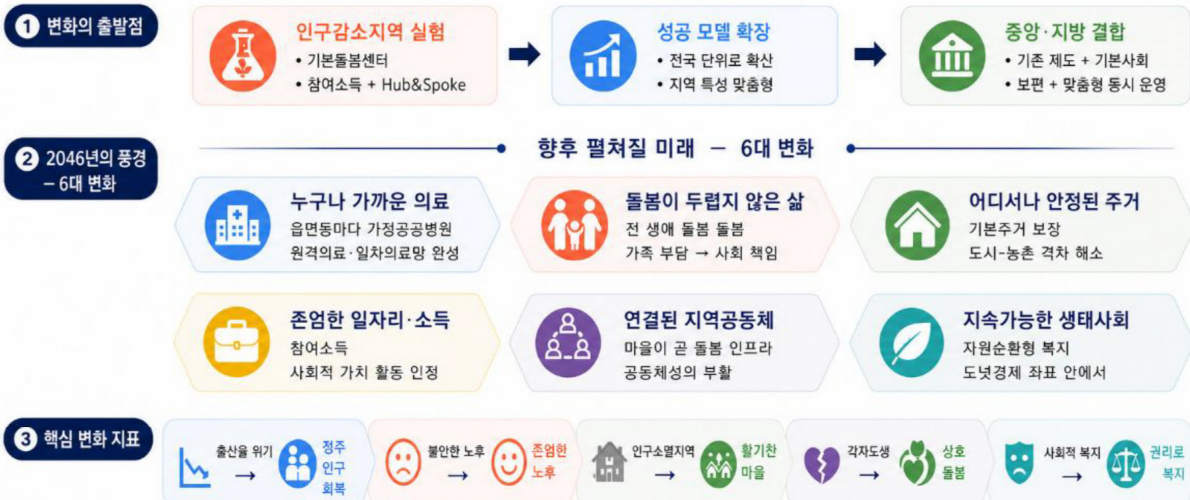 1 변화의 출발점
인구감소지역 실험
• 기본돌봄센터
• 참여소득 + Hub&Spoke
성공 모델 확장
• 전국 단위로 확산
• 지역 특성 맞춤형
중앙·지방 결합
• 기존 제도 + 기본사회
• 보편 + 맞춤형 동시 운영
2 2046년의 풍경
– 6대 변화
향후 펼쳐질 미래 – 6대 변화
누구나 가까운 의료
읍면동마다 가정공공병원
원격의료·일차의료망 완성
돌봄이 두렵지 않은 삶
전 생애 돌봄 돌봄
가족 부담 → 사회 책임
어디서나 안정된 주거
기본주거 보장
도시-농촌 격차 해소
존엄한 일자리·소득
참여소득
사회적 가치 활동 인정
연결된 지역공동체
마을이 곧 돌봄 인프라
공동체성의 부활
지속가능한 생태사회
자원순환형 복지
도넛경제 좌표 안에서
3 핵심 변화 지표
출산율 위기
→
정주
인구
회복
불안한 노후
→
존엄한
노후
인구소멸지역
→
활기찬
마을
각자도생
→
상호
돌봄
사회적 복지
→
권리로
복지